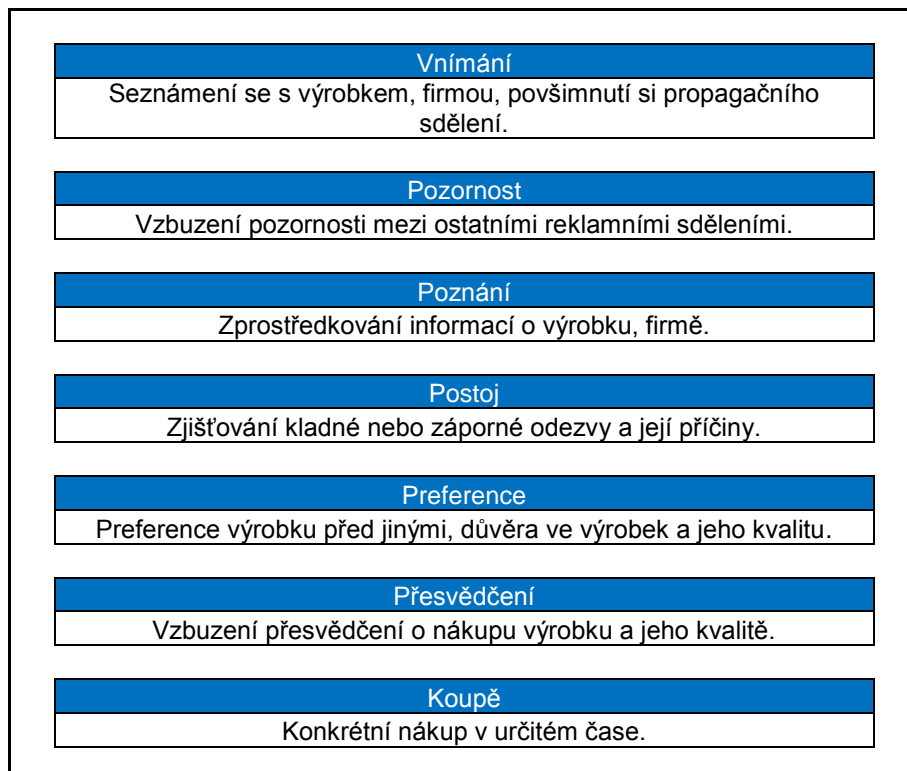 Vnímání
Seznámení se s výrobkem, firmou, povšimnutí si propagačního
sdělení.
Pozornost
Vzbuzení pozornosti mezi ostatními reklamními sděleními.
Poznání
Zprostředkování informací o výrobku, firmě.
Postoj
Zjišťování kladné nebo záporné odezvy a její příčiny.
Preference
Preference výrobku před jinými, důvěra ve výrobek a jeho kvalitu.
Přesvědčení
Vzbuzení přesvědčení o nákupu výrobku a jeho kvalitě.
Koupě
Konkrétní nákup v určitém čase.